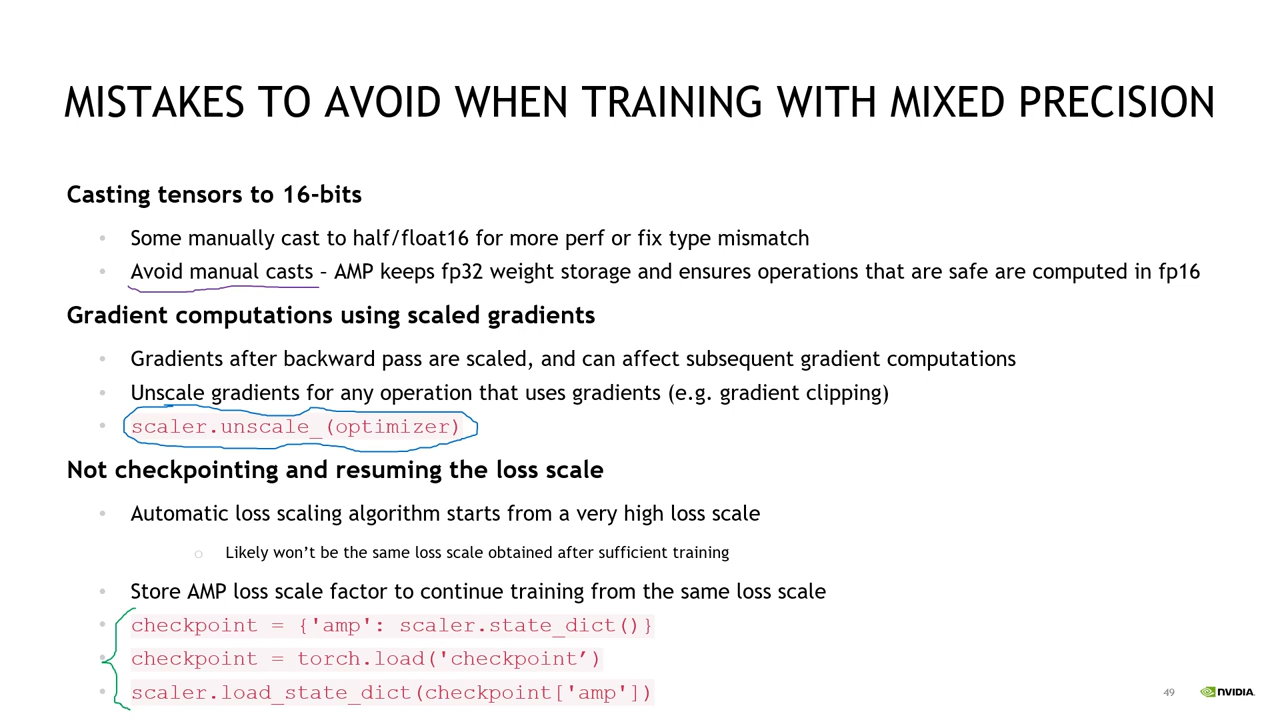 MISTAKES TO AVOID WHEN TRAINING WITH MIXED PRECISION
Casting tensors to 16-bits
• Some manually cast to half/float16 for more perf or fix type mismatch
• Avoid manual casts – AMP keeps fp32 weight storage and ensures operations that are safe are computed in fp16
Gradient computations using scaled gradients
• Gradients after backward pass are scaled, and can affect subsequent gradient computations
• Unscale gradients for any operation that uses gradients (e.g. gradient clipping)
• scaler.unscale_(optimizer)
Not checkpointing and resuming the loss scale
• Automatic loss scaling algorithm starts from a very high loss scale
○ Likely won’t be the same loss scale obtained after sufficient training
• Store AMP loss scale factor to continue training from the same loss scale
• checkpoint = {'amp': scaler.state_dict()}
• checkpoint = torch.load('checkpoint’)
• scaler.load_state_dict(checkpoint['amp'])
49 NVIDIA.